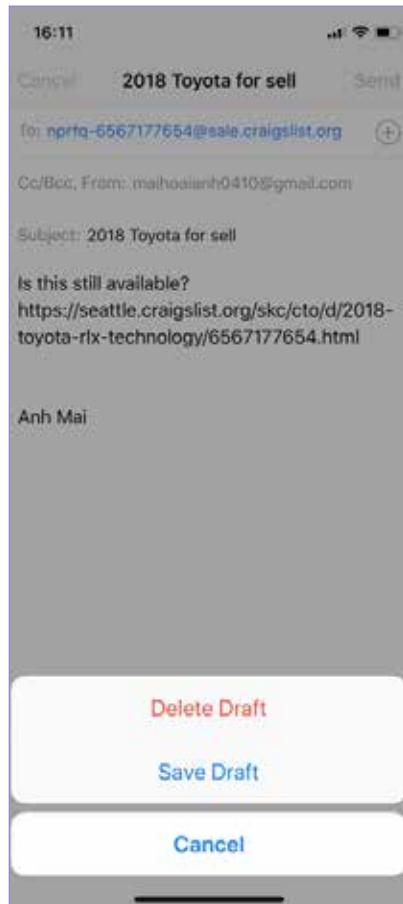 16:11
Cancel 2018 Toyota for sell Send
To: nprfq-6567177654@sale.craigslist.org
Cc/Bcc, From: maihoaianh0410@gmail.com
Subject: 2018 Toyota for sell
Is this still available?
https://seattle.craigslist.org/skc/cto/d/2018-
toyota-rlx-technology/6567177654.html
Anh Mai
Delete Draft
Save Draft
Cancel